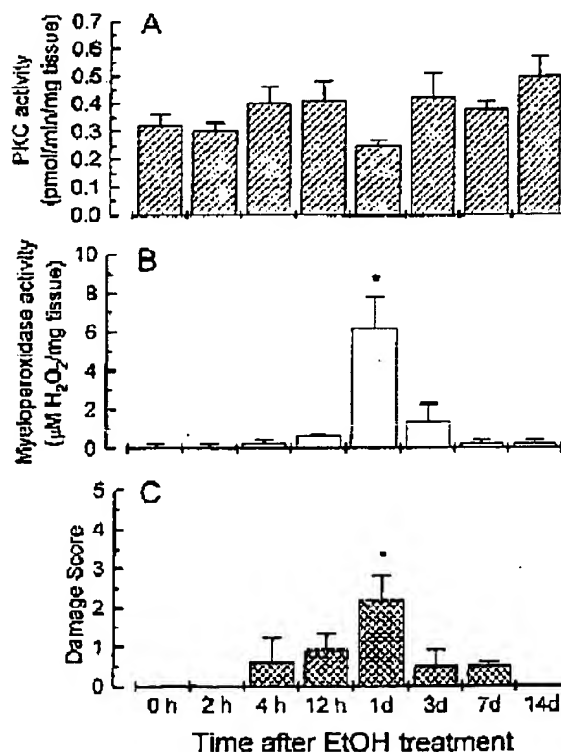 A
PKC activity
(pmol/min/mg tissue)
0.7
0.6
0.5
0.4
0.3
0.2
0.1
0.0
B
*
Myeloperoxidase activity
(μM H₂O₂/mg tissue)
10
8
6
4
2
0
C
Damage Score
5
4
3
2
1
0
0 h 2 h 4 h 12 h 1d 3d 7d 14d
Time after EtOH treatment